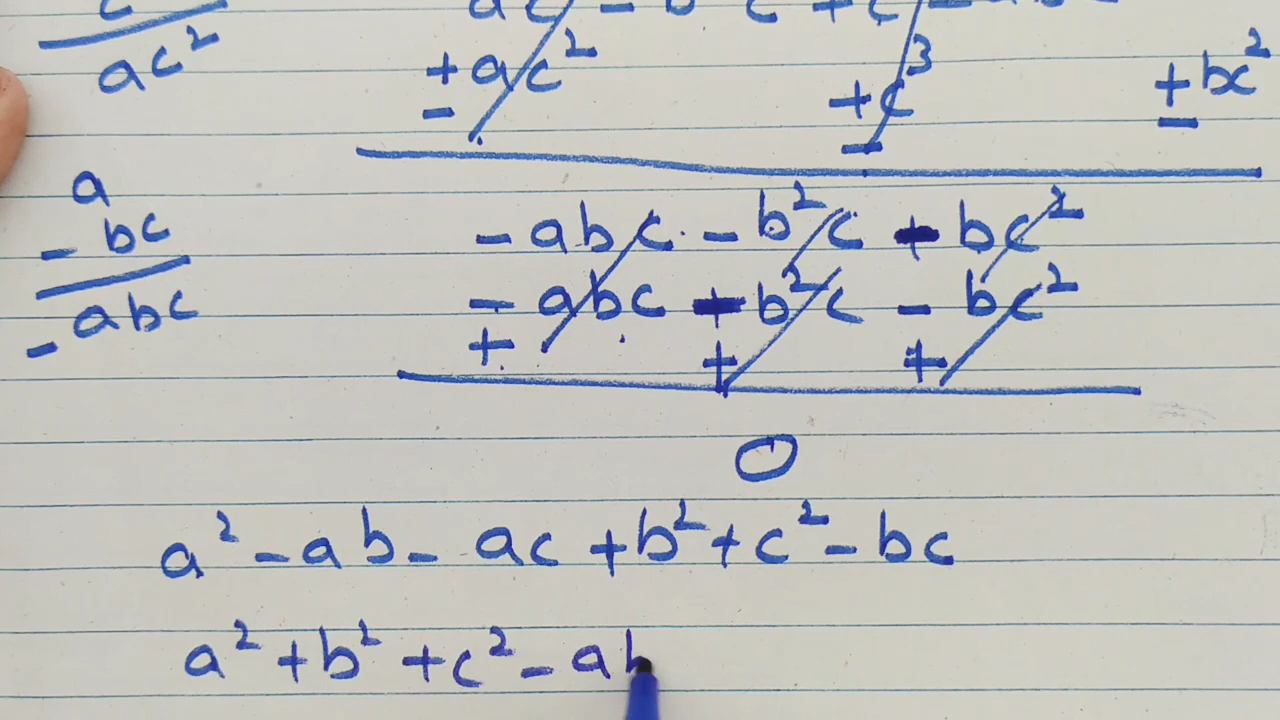 ac²
+ac² +c³ +bc²
- - -
a
- bc
- abc
- abc - b²c - bc²
- abc - b²c - bc²
+ + +
0
a² - ab - ac + b² + c² - bc
a² + b² + c² - ab